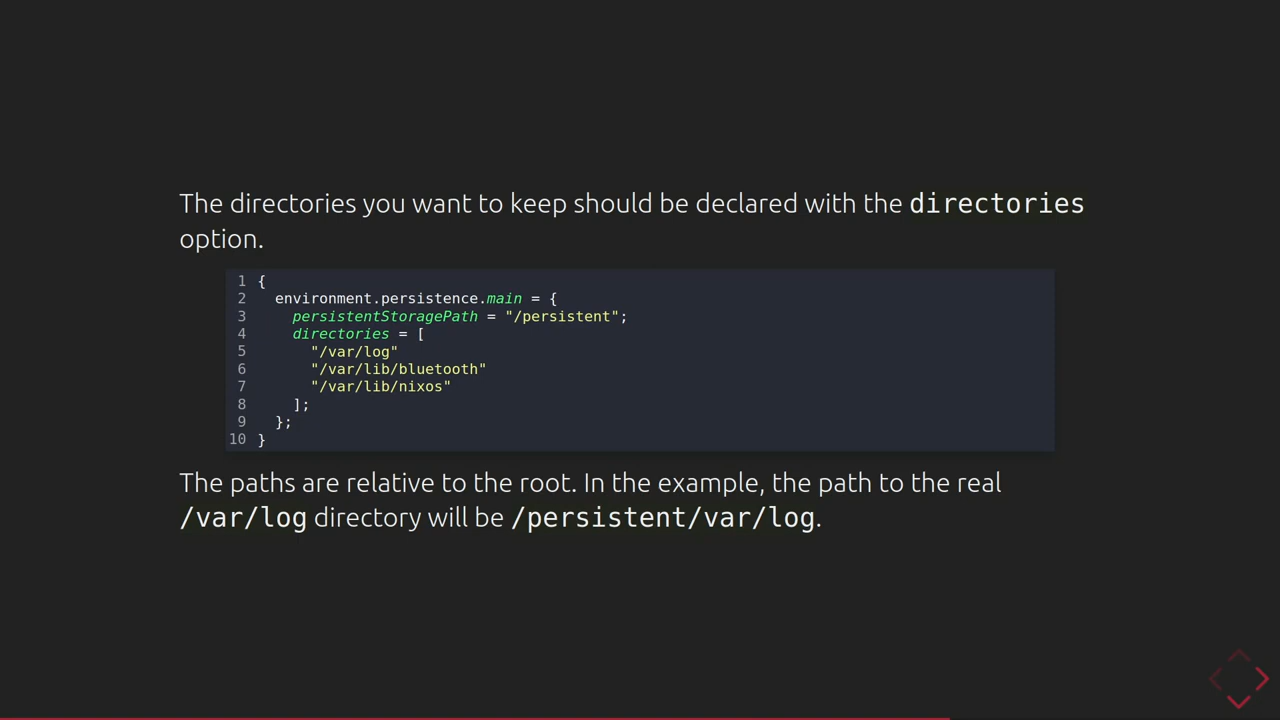 The directories you want to keep should be declared with the directories
option.
1 {
2   environment.persistence.main = {
3     persistentStoragePath = "/persistent";
4     directories = [
5       "/var/log"
6       "/var/lib/bluetooth"
7       "/var/lib/nixos"
8     ];
9   };
10 }
The paths are relative to the root. In the example, the path to the real
/var/log directory will be /persistent/var/log.